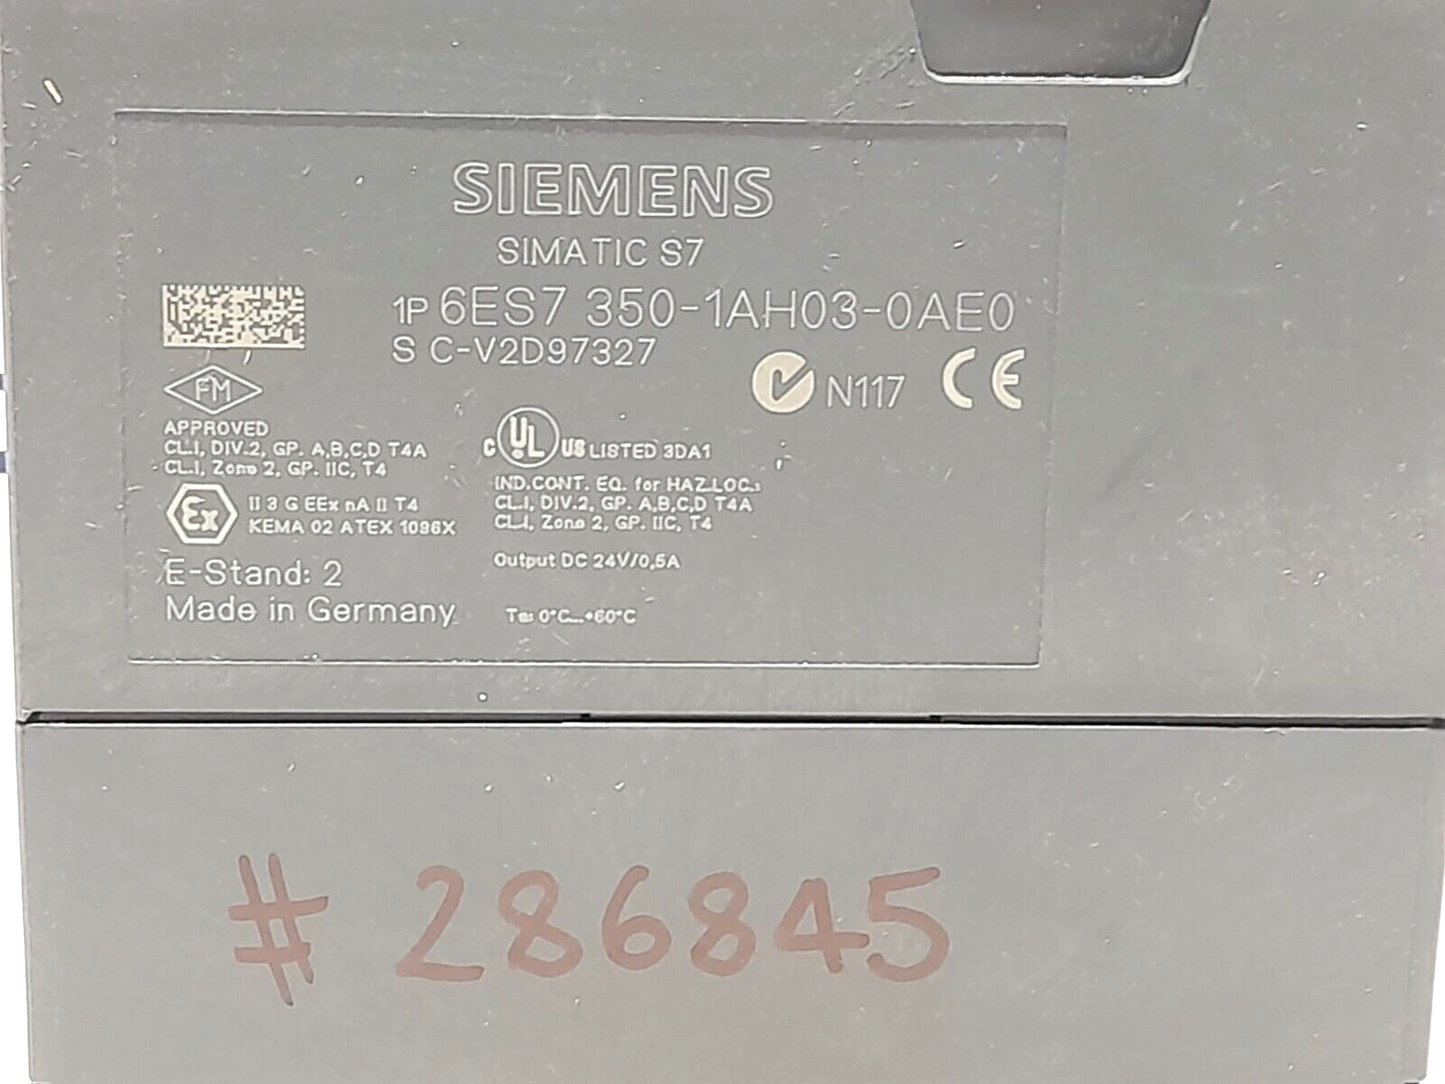 SIEMENS
SIMATIC S7
1P 6ES7 350-1AH03-0AE0
S C-V2D97327
N117 CE
FM
APPROVED
CL.I, DIV.2, GP. A,B,C,D T4A
CL.I, Zone 2, GP. IIC, T4
Ex II 3 G EEx nA II T4
KEMA 02 ATEX 1096X
E-Stand: 2
Made in Germany
C UL US LISTED 3DA1
IND.CONT. EQ. for HAZ.LOC.:
CL.I, DIV.2, GP. A,B,C,D T4A
CL.I, Zone 2, GP. IIC, T4
Output DC 24V/0,5A
Ta: 0°C...+60°C
# 286845